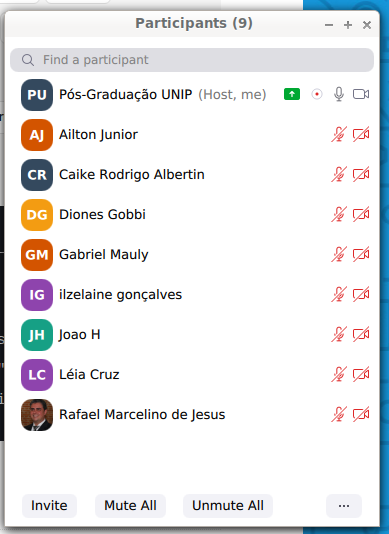 Participants (9)
Find a participant
PU Pós-Graduação UNIP (Host, me)
AJ Ailton Junior
CR Caike Rodrigo Albertin
DG Diones Gobbi
GM Gabriel Mauly
IG ilzelaine gonçalves
JH Joao H
LC Léia Cruz
Rafael Marcelino de Jesus
Invite Mute All Unmute All ...